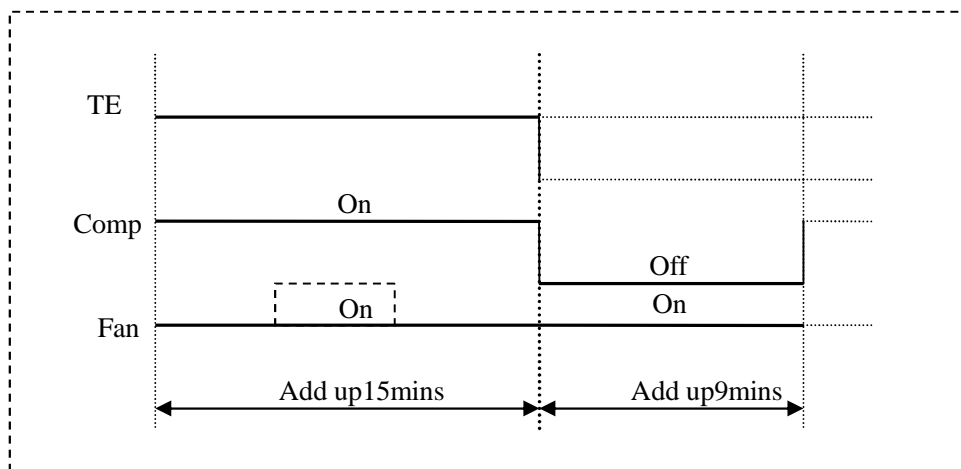 TE
On
Comp
Off
On
On
Fan
Add up15mins
Add up9mins